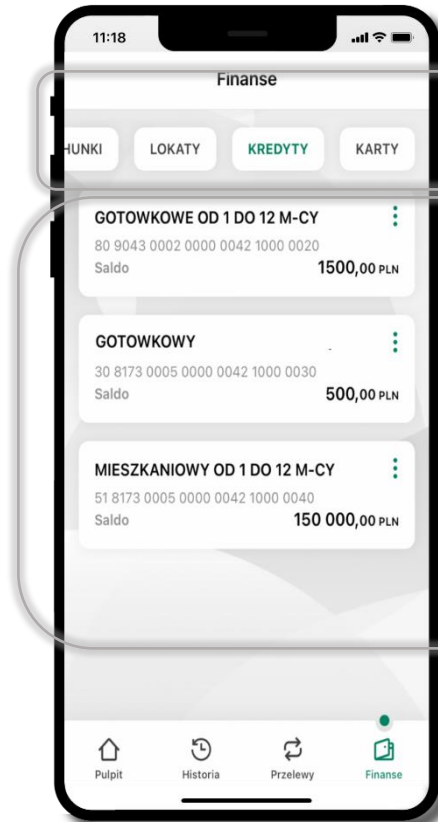 11:18
Finanse
HUNKI LOKATY KREDYTY KARTY
GOTOWKOWE OD 1 DO 12 M-CY
80 9043 0002 0000 0042 1000 0020
Saldo 1500,00 PLN
GOTOWKOWY
30 8173 0005 0000 0042 1000 0030
Saldo 500,00 PLN
MIESZKANIOWY OD 1 DO 12 M-CY
51 8173 0005 0000 0042 1000 0040
Saldo 150 000,00 PLN
Pulpit Historia Przelewy Finanse